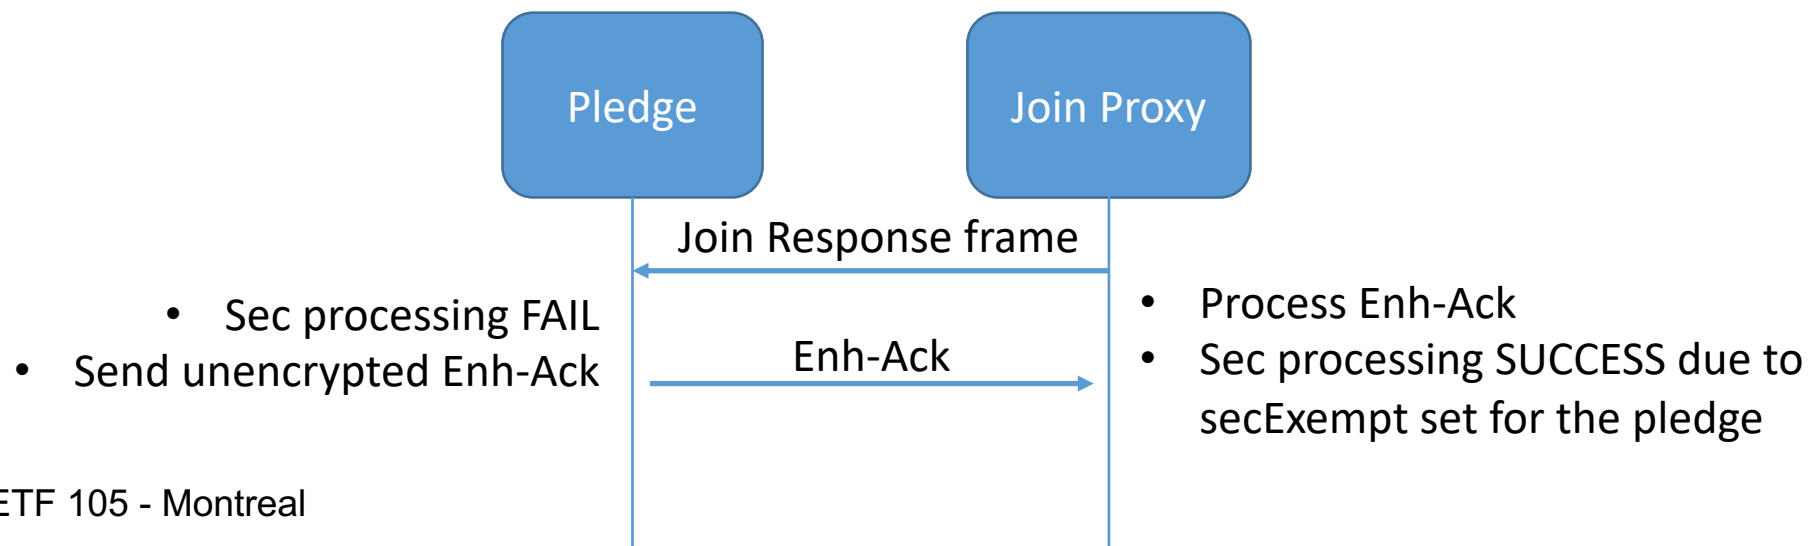 Pledge
Join Proxy
Join Response frame
• Sec processing FAIL
• Send unencrypted Enh-Ack
Enh-Ack
• Process Enh-Ack
• Sec processing SUCCESS due to
secExempt set for the pledge
ETF 105 - Montreal